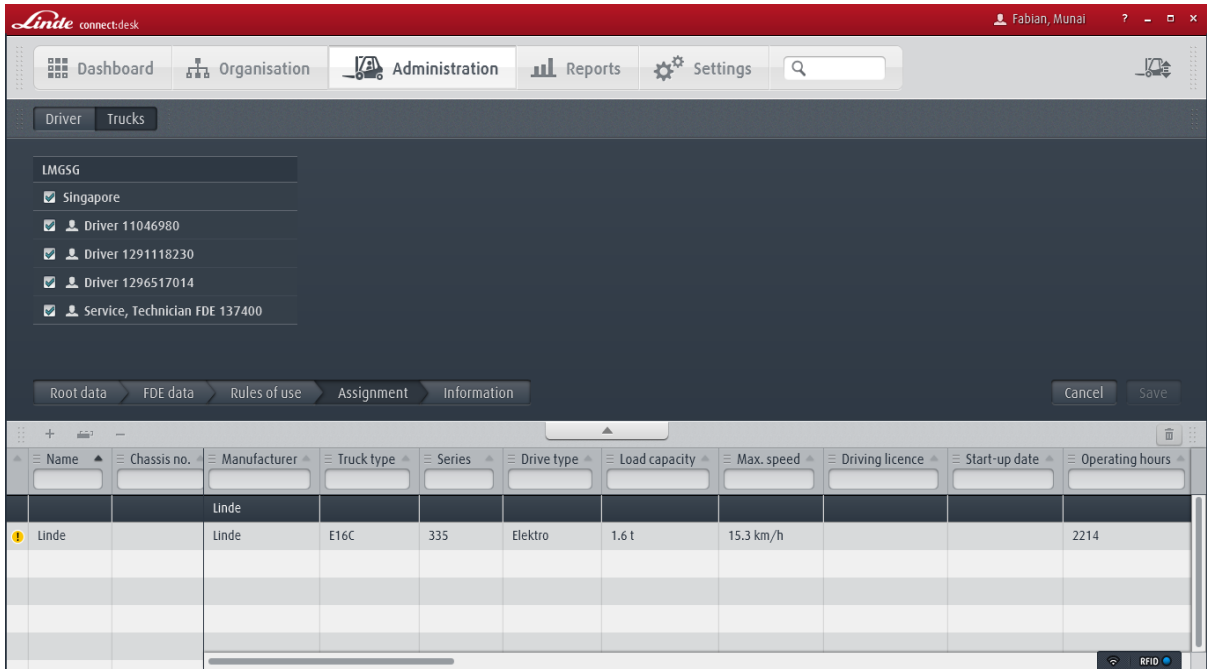 Linde connect:desk Fabian, Munai ?
Dashboard Organisation Administration Reports Settings
Driver Trucks
LMGSG
Singapore
Driver 11046980
Driver 1291118230
Driver 1296517014
Service, Technician FDE 137400
Root data FDE data Rules of use Assignment Information Cancel Save
Name Chassis no. Manufacturer Truck type Series Drive type Load capacity Max. speed Driving licence Start-up date Operating hours
Linde
Linde Linde E16C 335 Elektro 1.6 t 15.3 km/h 2214
RFID